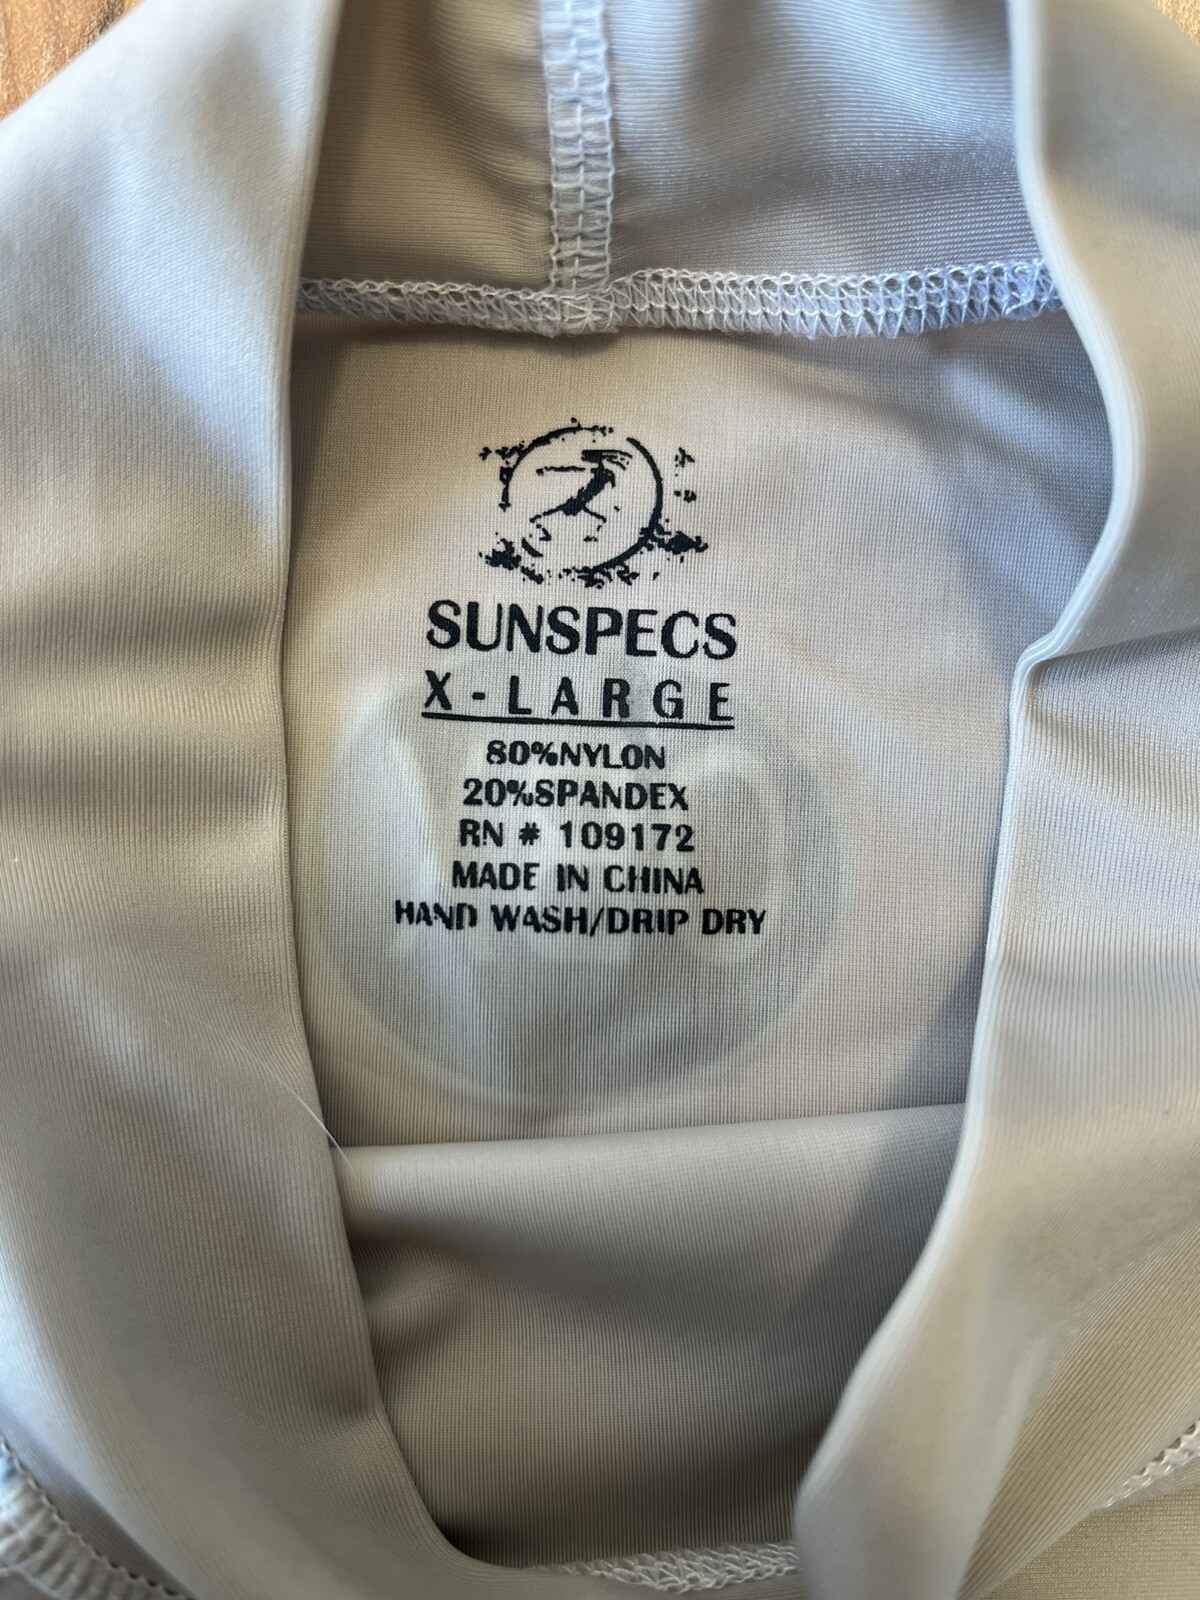 SUNSPECS
X-LARGE
80%NYLON
20%SPANDEX
RN # 109172
MADE IN CHINA
HAND WASH/DRIP DRY